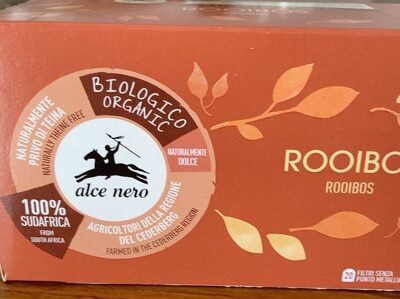 BIOLOGICO
ORGANIC
NATURALMENTE
PRIVO DI TEINA
NATURALLY THEINE FREE
NATURALMENTE
DOLCE
alce nero
100%
SUDAFRICA
FROM
SOUTH AFRICA
AGRICOLTORI DELLA REGIONE
DEL CEDERBERG
FARMED IN THE CEDERBERG REGION
ROOIBO
ROOIBOS
20 FILTRI SENZA
PUNTO METALLI